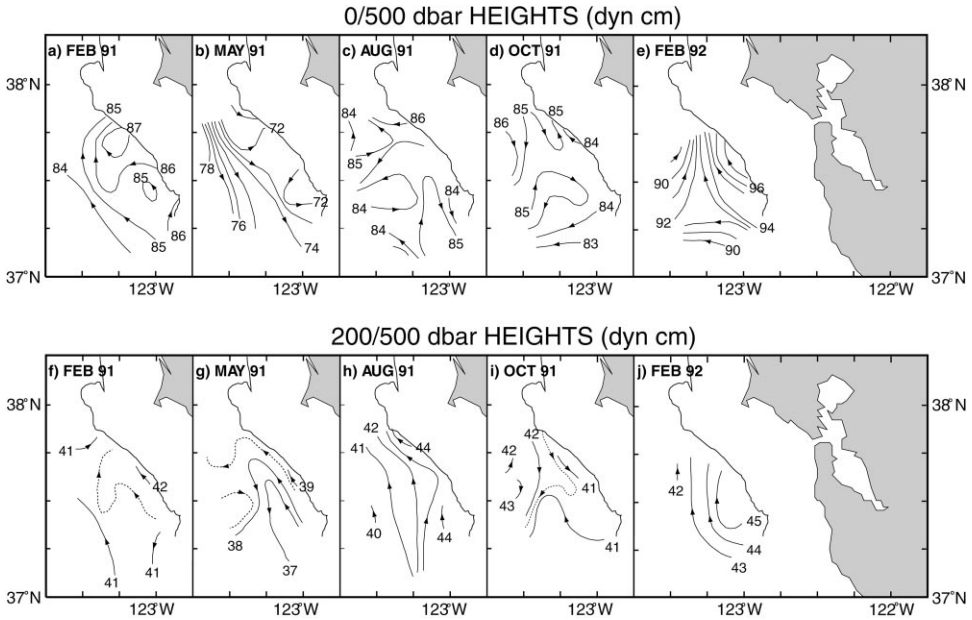 0/500 dbar HEIGHTS (dyn cm)
a) FEB 91
b) MAY 91
c) AUG 91
d) OCT 91
e) FEB 92
38°N
37°N
38°N
37°N
85
87
84
86
85
85
86
72
78
72
76
74
84
86
85
84
84
84
85
86
85
85
84
85
84
83
90
96
92
94
90
123°W
123°W
123°W
123°W
123°W
122°W
200/500 dbar HEIGHTS (dyn cm)
f) FEB 91
g) MAY 91
h) AUG 91
i) OCT 91
j) FEB 92
38°N
37°N
38°N
37°N
41
42
41
41
39
38
37
42
41
44
40
44
42
42
41
43
41
42
45
44
43
123°W
123°W
123°W
123°W
123°W
122°W